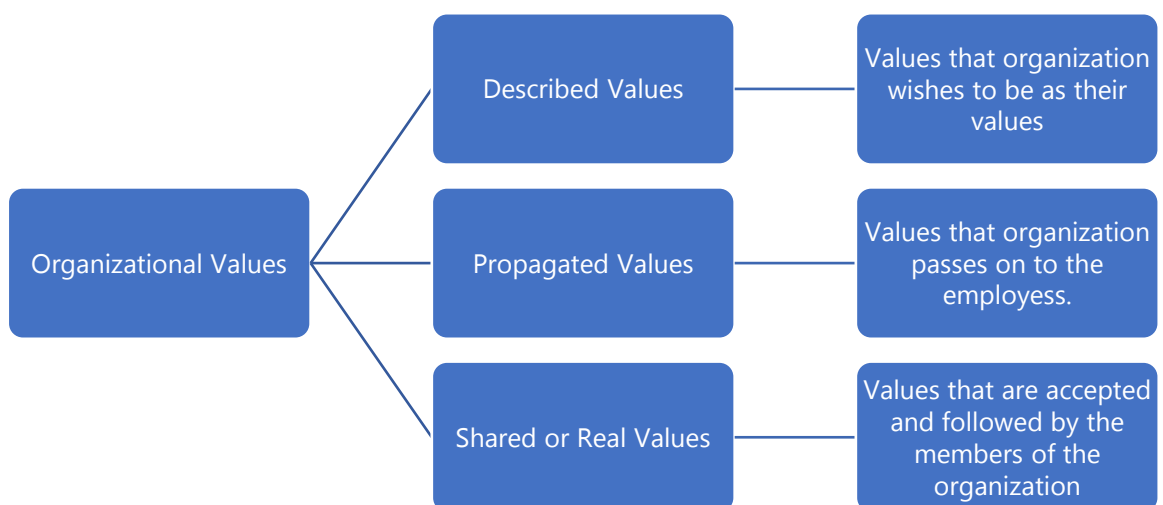 Organizational Values
Described Values
Values that organization
wishes to be as their
values
Propagated Values
Values that organization
passes on to the
employess.
Shared or Real Values
Values that are accepted
and followed by the
members of the
organization